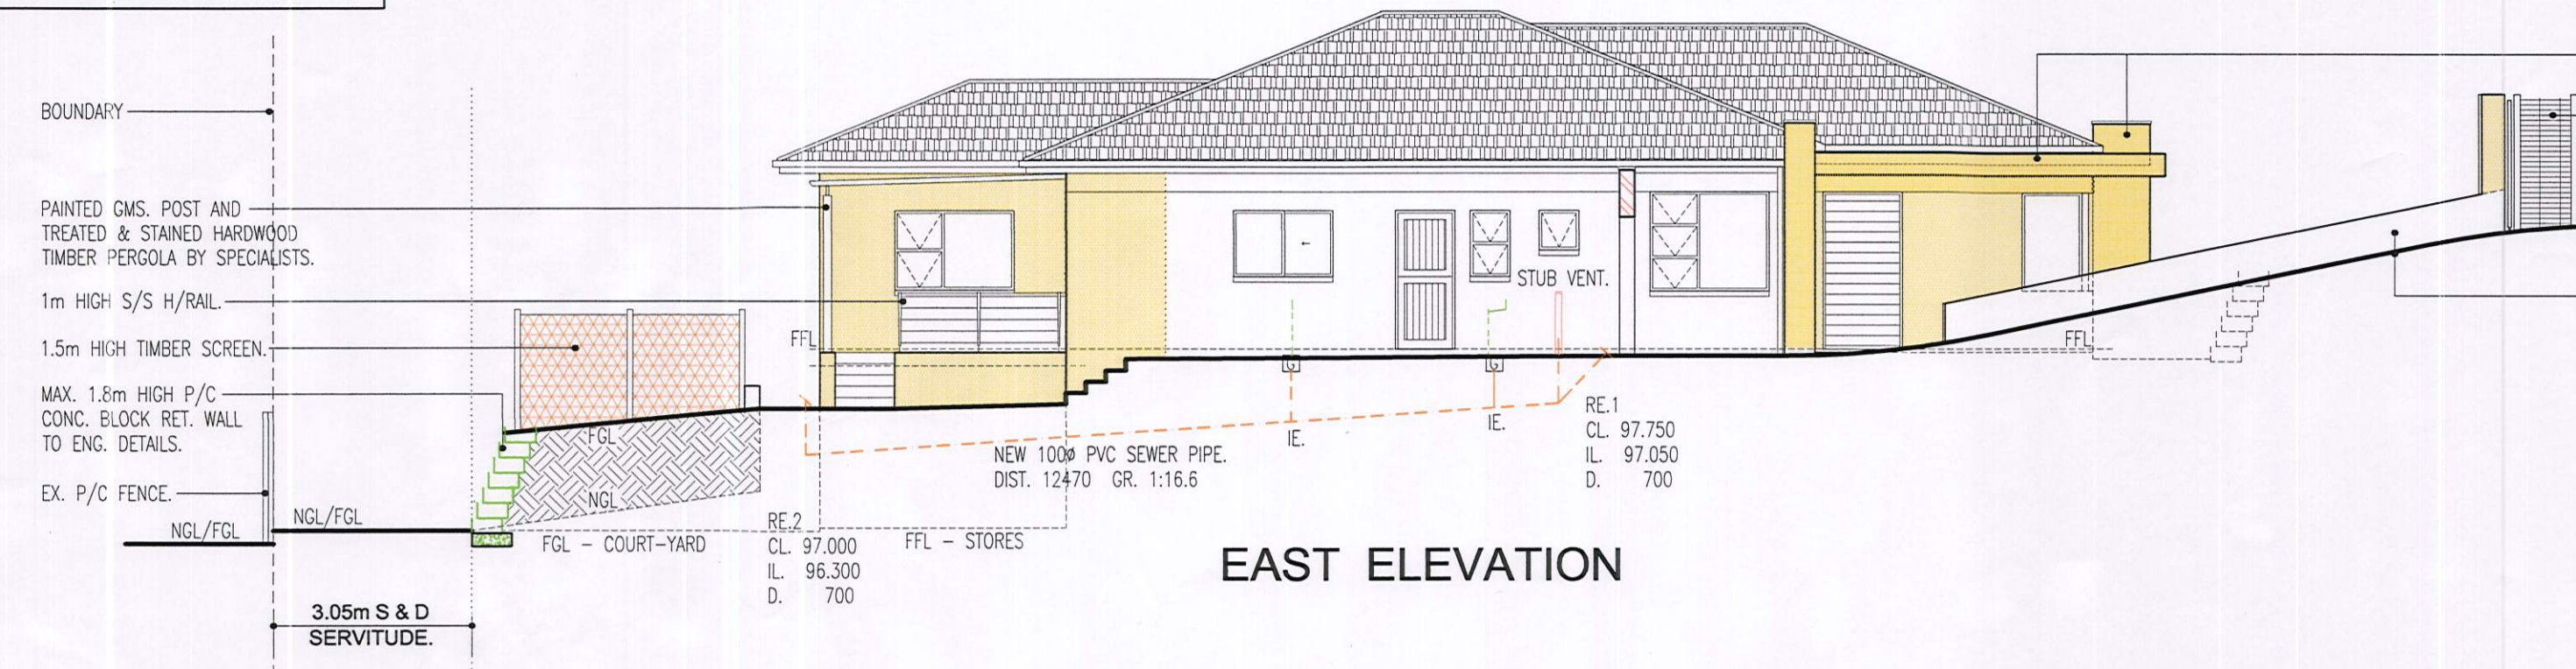 BOUNDARY
PAINTED GMS. POST AND
TREATED & STAINED HARDWOOD
TIMBER PERGOLA BY SPECIALISTS.
1m HIGH S/S H/RAIL.
1.5m HIGH TIMBER SCREEN.
MAX. 1.8m HIGH P/C
CONC. BLOCK RET. WALL
TO ENG. DETAILS.
EX. P/C FENCE.
NGL/FGL
NGL/FGL
3.05m S & D
SERVITUDE.
FGL
NGL
FGL - COURT-YARD
FFL
RE.2
CL. 97.000
IL. 96.300
D. 700
FFL - STORES
NEW 100ø PVC SEWER PIPE.
DIST. 12470 GR. 1:16.6
G
IE.
G
IE.
STUB VENT.
RE.1
CL. 97.750
IL. 97.050
D. 700
FFL
EAST ELEVATION